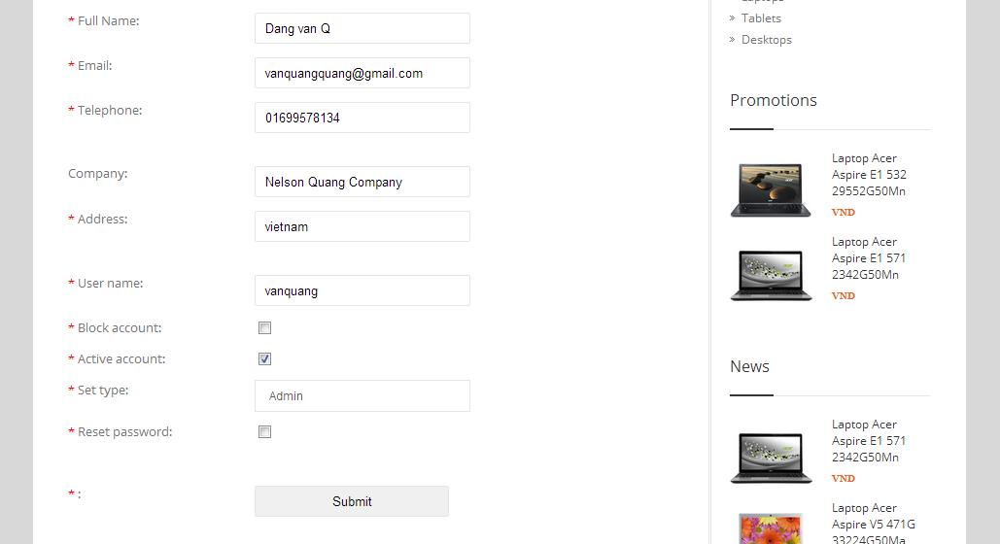 * Full Name:
Dang van Q
* Email:
vanquangquang@gmail.com
* Telephone:
01699578134
Company:
Nelson Quang Company
* Address:
vietnam
* User name:
vanquang
* Block account:
* Active account:
* Set type:
Admin
* Reset password:
* :
Submit
Tablets
Desktops
Promotions
Laptop Acer
Aspire E1 532
29552G50Mn
VND
Laptop Acer
Aspire E1 571
2342G50Mn
VND
News
Laptop Acer
Aspire E1 571
2342G50Mn
VND
Laptop Acer
Aspire V5 471G
33224G50Ma